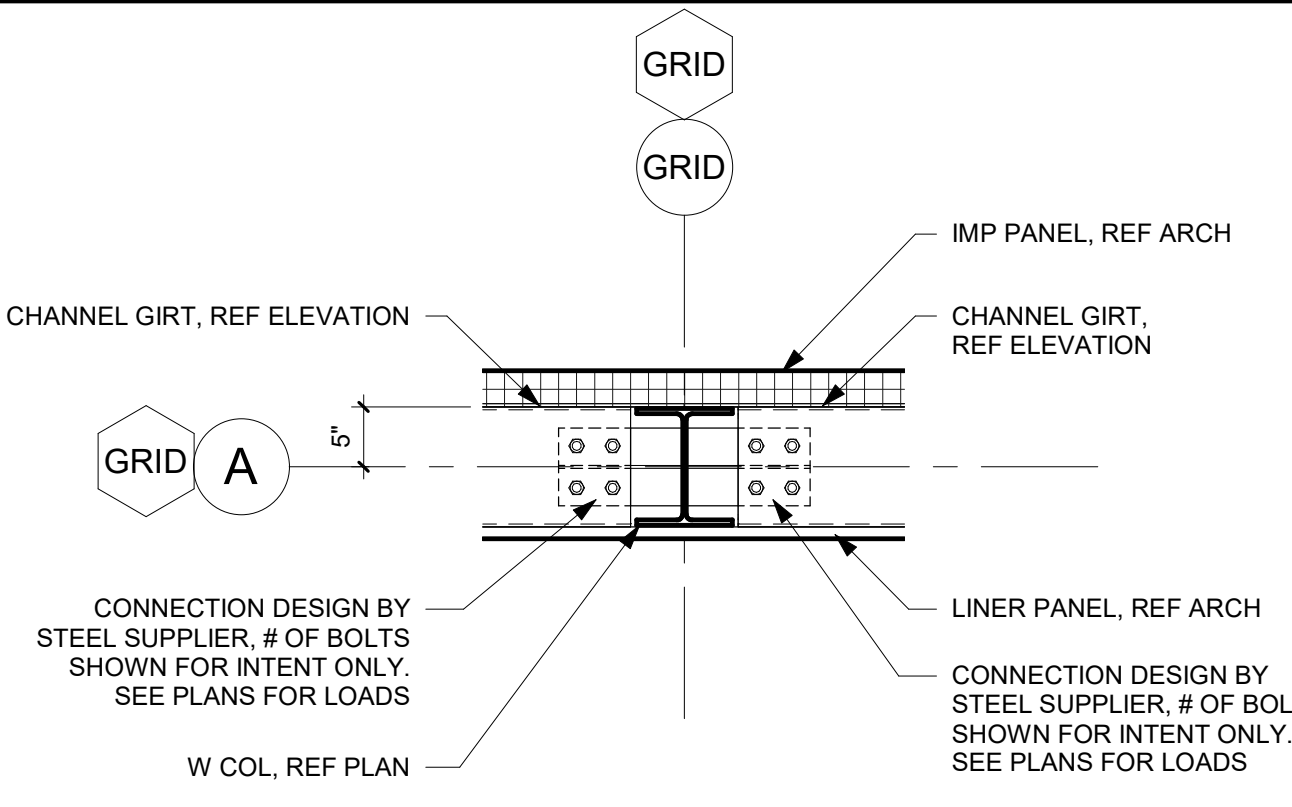 GRID
GRID
IMP PANEL, REF ARCH
CHANNEL GIRT, REF ELEVATION
CHANNEL GIRT,
REF ELEVATION
5"
GRID
A
CONNECTION DESIGN BY
STEEL SUPPLIER, # OF BOLTS
SHOWN FOR INTENT ONLY.
SEE PLANS FOR LOADS
W COL, REF PLAN
LINER PANEL, REF ARCH
CONNECTION DESIGN BY
STEEL SUPPLIER, # OF BOL
SHOWN FOR INTENT ONLY.
SEE PLANS FOR LOADS